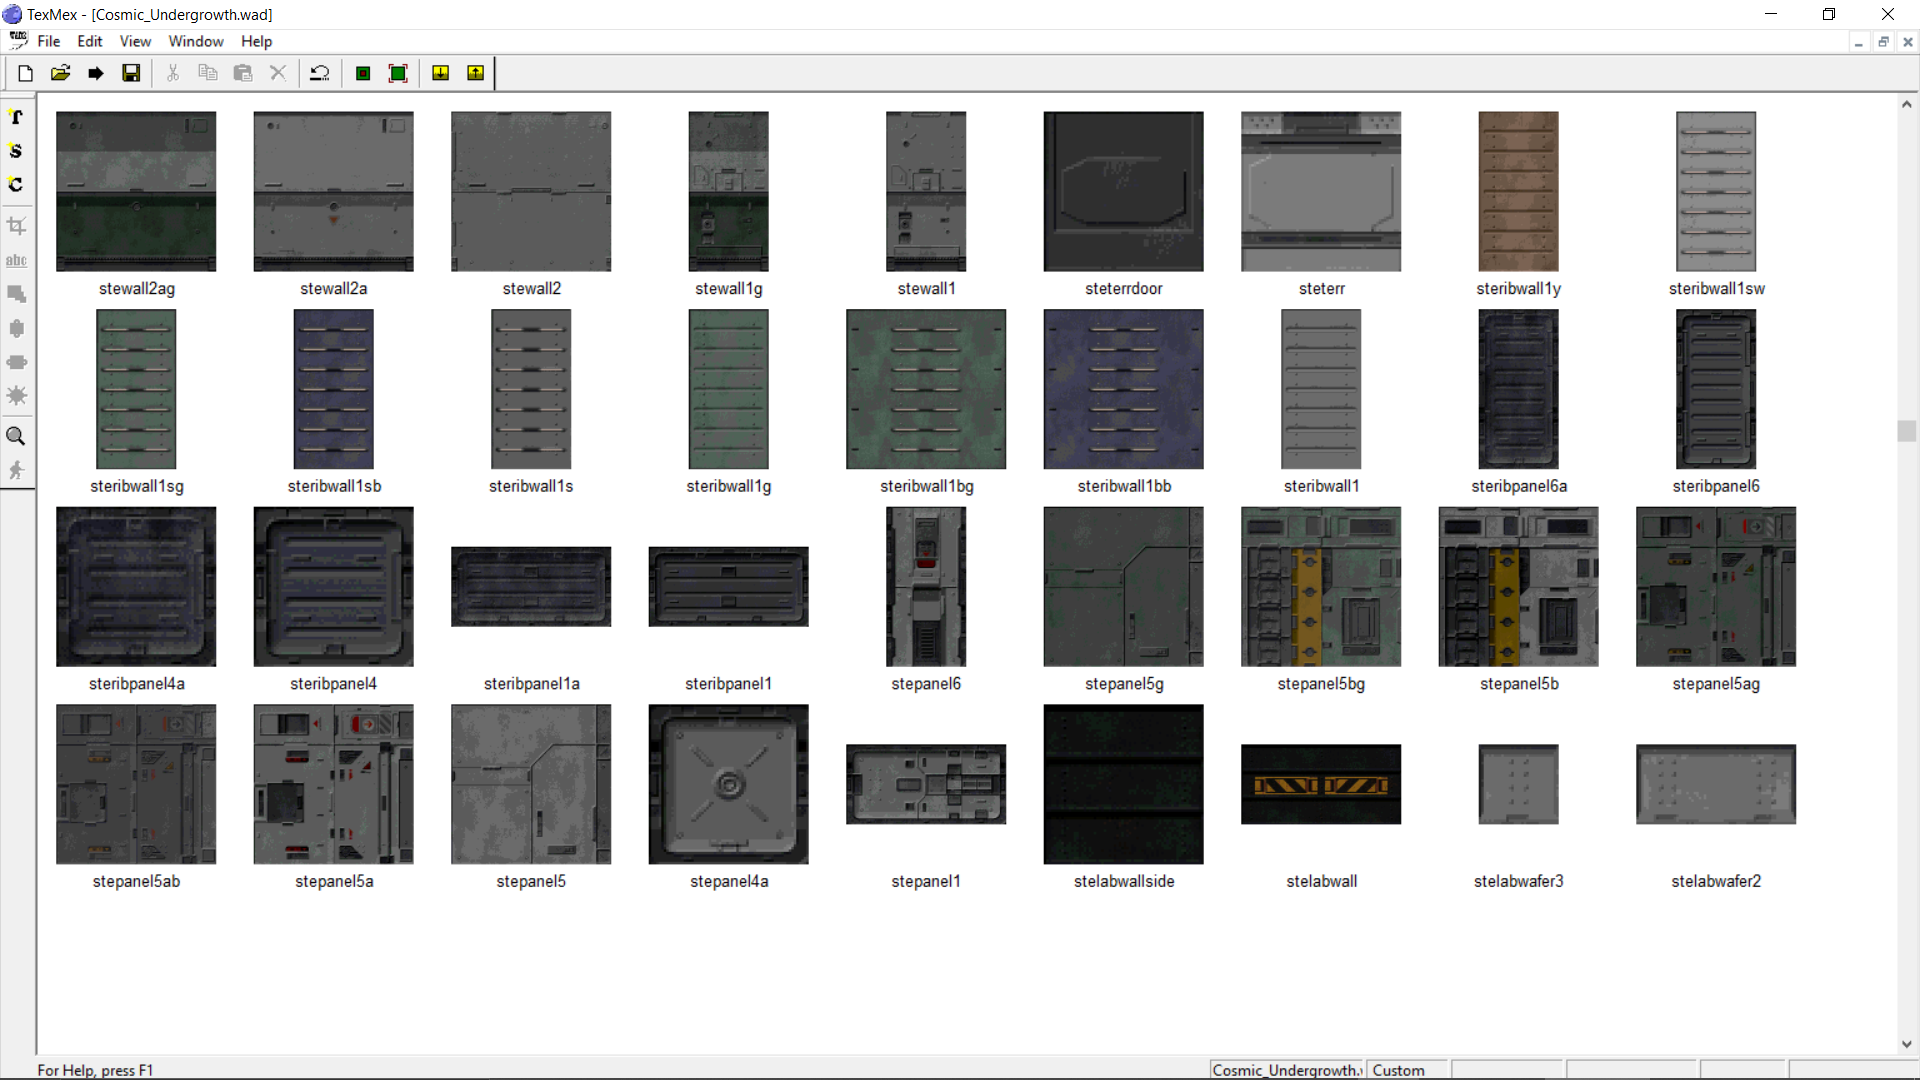 TexMex - [Cosmic_Undergrowth.wad]
File Edit View Window Help
T
S
C
abc
stewall2ag stewall2a stewall2 stewall1g stewall1 steterrdoor steterr steribwall1y steribwall1sw
steribwall1sg steribwall1sb steribwall1s steribwall1g steribwall1bg steribwall1bb steribwall1 steribpanel6a steribpanel6
steribpanel4a steribpanel4 steribpanel1a steribpanel1 stepanel6 stepanel5g stepanel5bg stepanel5b stepanel5ag
stepanel5ab stepanel5a stepanel5 stepanel4a stepanel1 stelabwallside stelabwall stelabwafer3 stelabwafer2
For Help, press F1 Cosmic_Undergrowth. Custom